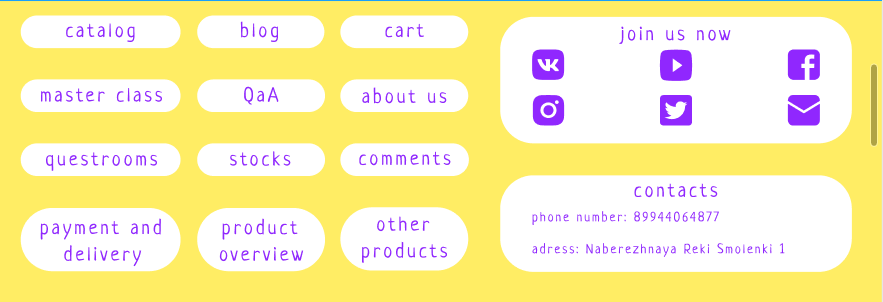 catalog
blog
cart
master class
QaA
about us
questrooms
stocks
comments
payment and
delivery
product
overview
other
products
join us now
contacts
phone number: 89944064877
adress: Naberezhnaya Reki Smolenki 1